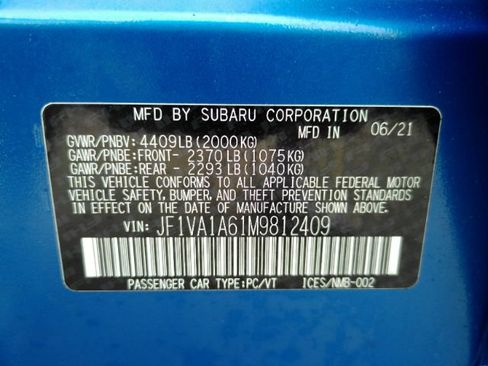 MFD BY SUBARU CORPORATION 06/21
GVWR/PNBV: 4409LB(2000KG)
GAWR/PNBE:FRONT- 2370LB(1075KG)
GAWR/PNBE:REAR - 2293LB(1040KG)
THIS VEHICLE CONFORMS TO ALL APPLICABLE FEDERAL MOTOR
VEHICLE SAFETY, BUMPER, AND THEFT PREVENTION STANDARDS
IN EFFECT ON THE DATE OF MANUFACTURE SHOWN ABOVE.
VIN: JF1VA1A61M9812409
PASSENGER CAR TYPE:PC/VT ICES/NMB-002